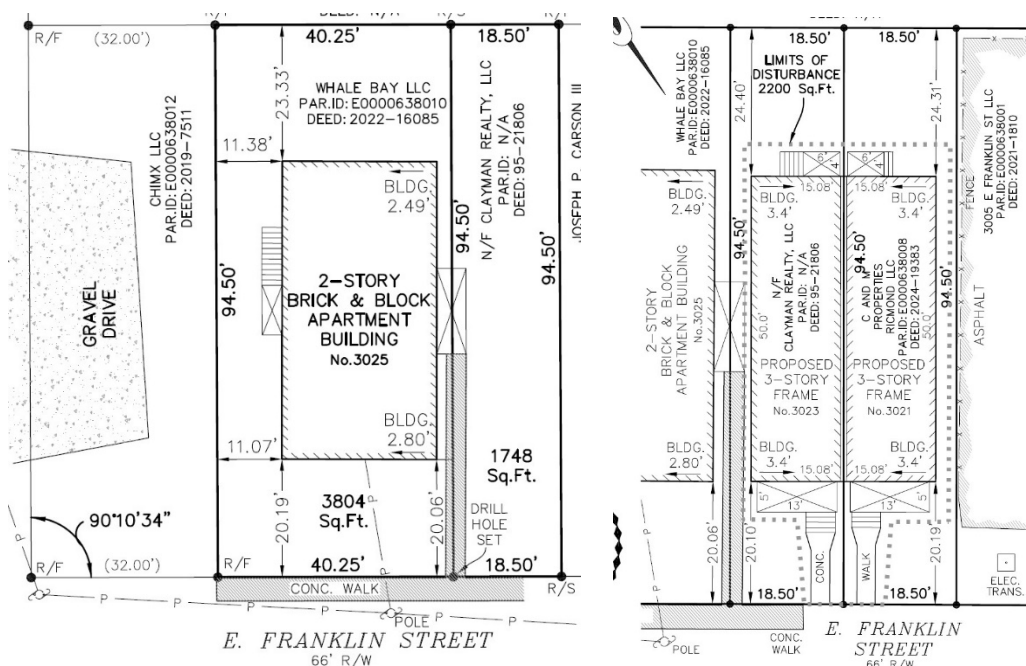 DEED: N/A
R/F
R/S
R/F
R/F
(32.00')
40.25'
18.50'
23.33'
WHALE BAY LLC
PAR.ID: E0000638010
DEED: 2022-16085
CHIMX LLC
PAR.ID: E0000638012
DEED: 2019-7511
N/F CLAYMAN REALTY, LLC
PAR.ID: N/A
DEED: 95-21806
JOSEPH P. CARSON III
11.38'
BLDG.
2.49'
94.50'
94.50'
94.50'
GRAVEL
DRIVE
2-STORY
BRICK & BLOCK
APARTMENT
BUILDING
No.3025
11.07'
BLDG.
2.80'
1748
Sq.Ft.
3804
Sq.Ft.
20.19'
20.06'
P
DRILL
HOLE
SET
90°10'34"
P
R/F
(32.00')
R/F
40.25'
18.50'
R/S
CONC. WALK
P
P
P
P
P
POLE
E. FRANKLIN STREET
66' R/W
18.50'
18.50'
LIMITS OF
DISTURBANCE
2200 Sq.Ft.
WHALE BAY LLC
PAR.ID: E0000638010
DEED: 2022-16085
24.40'
24.31'
3005 E FRANKLIN ST LLC
PAR.ID: E0000638001
DEED: 2021-1810
FENCE
X
6'
4'
6'
4'
15.08'
15.08'
BLDG.
2.49'
BLDG.
3.4'
BLDG.
3.4'
94.50'
94.50'
94.50'
N/F
CLAYMAN REALTY, LLC
PAR.ID: N/A
DEED: 95-21806
C AND M
PROPERTIES
RICMOND LLC
PAR.ID: E0000638008
DEED: 2024-19383
2-STORY
BRICK & BLOCK
APARTMENT BUILDING
No.3025
50.0'
50.0'
ASPHALT
PROPOSED
3-STORY
FRAME
No.3023
PROPOSED
3-STORY
FRAME
No.3021
BLDG.
2.80'
BLDG.
3.4'
BLDG.
3.4'
15.08'
15.08'
5'
13'
13'
5'
20.06'
20.10'
20.19'
P
P
CONC.
WALK
ELEC.
TRANS.
18.50'
18.50'
POLE
CONC.
WALK
E. FRANKLIN
STREET
66' R/W